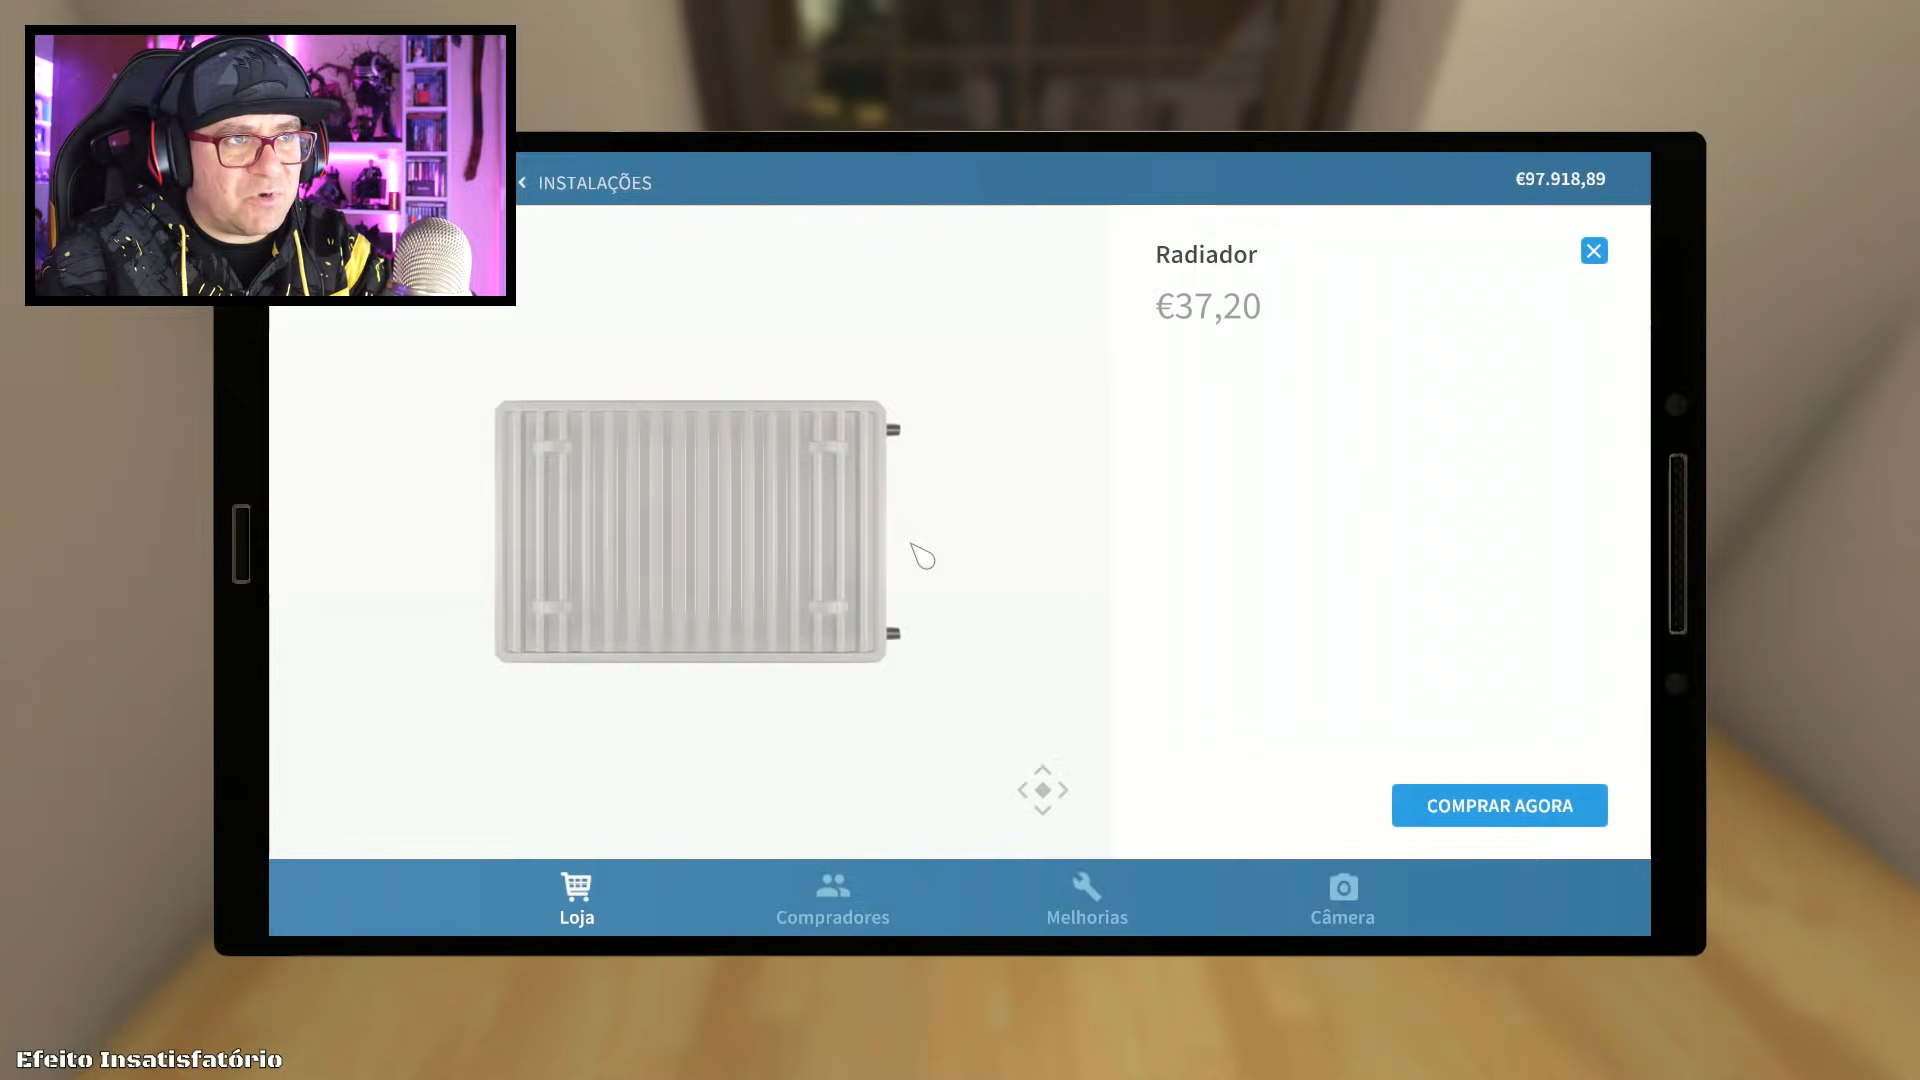 INSTALAÇÕES
€97.918,89
Radiador
€37,20
COMPRAR AGORA
Loja
Compradores
Melhorias
Câmera
Efeito Insatisfatório